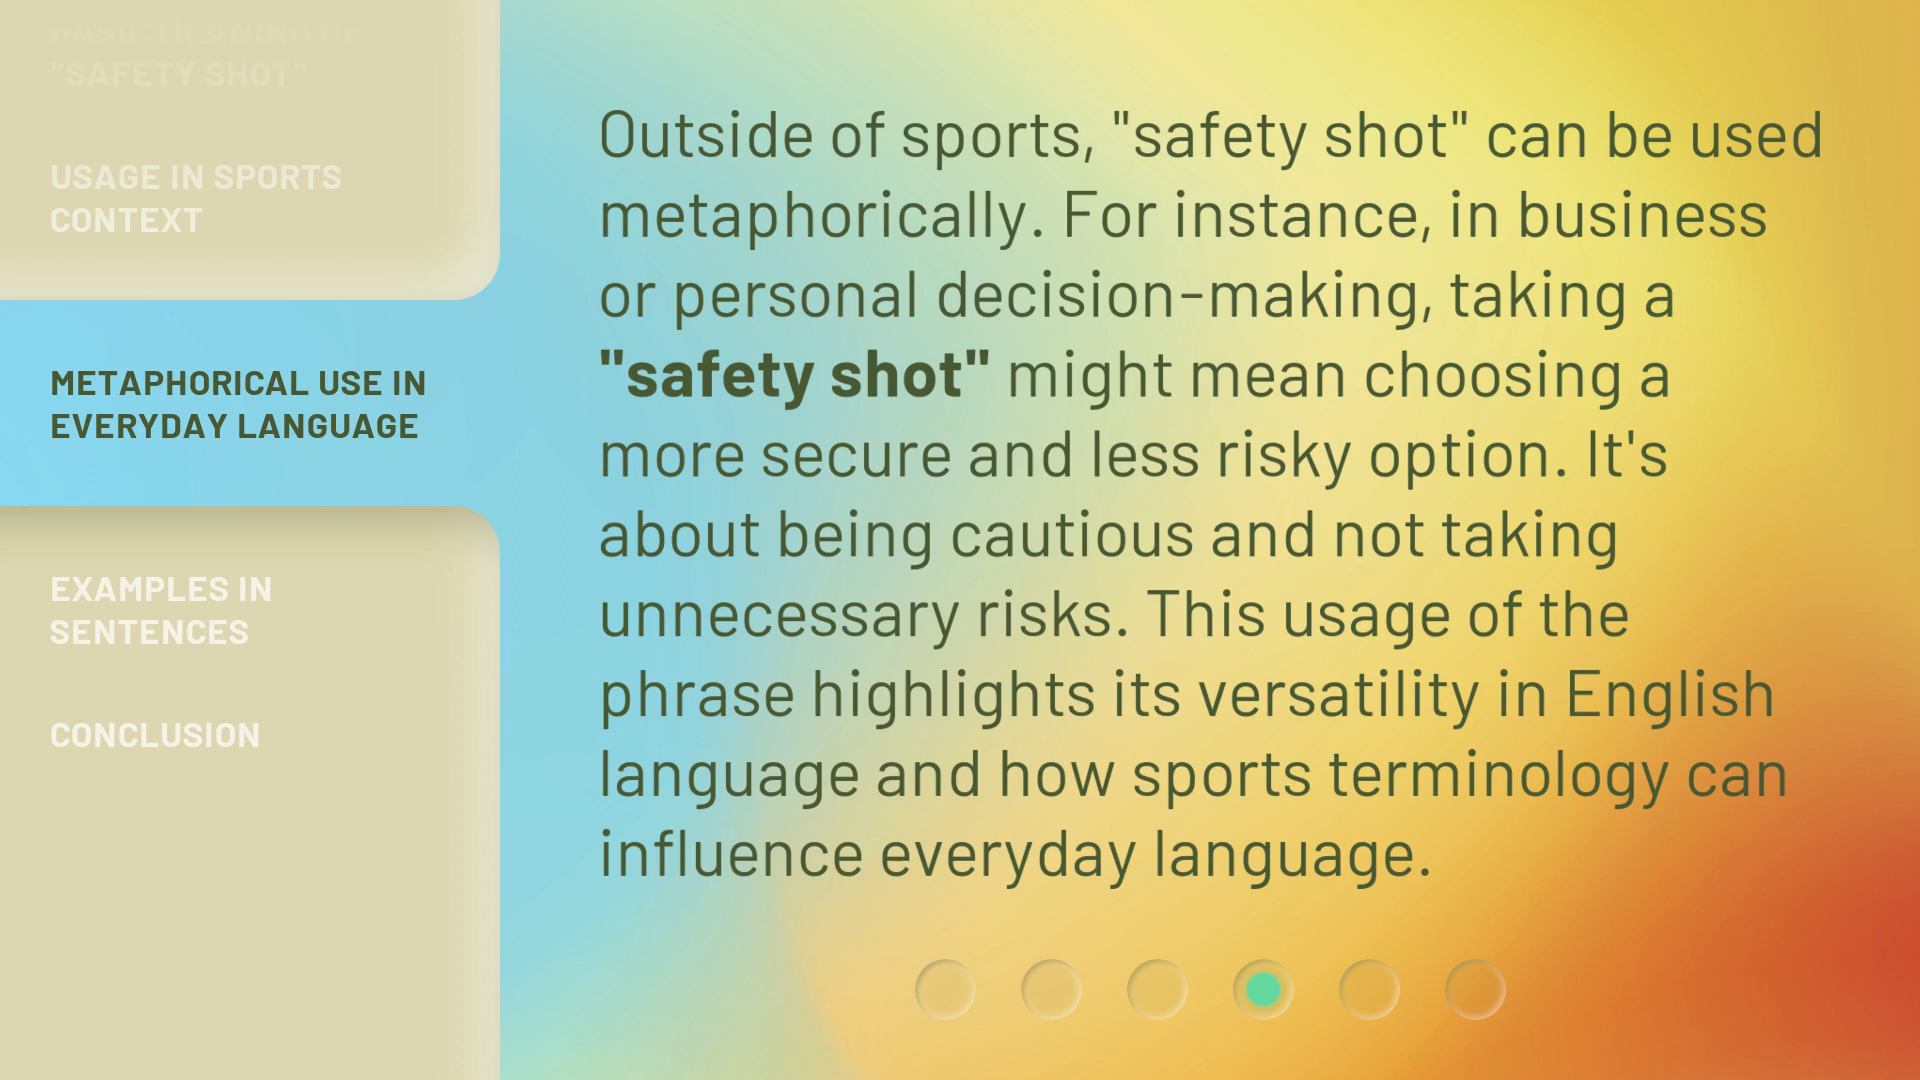 BASIC MEANING OF
"SAFETY SHOT"
USAGE IN SPORTS
CONTEXT
METAPHORICAL USE IN
EVERYDAY LANGUAGE
EXAMPLES IN
SENTENCES
CONCLUSION
Outside of sports, "safety shot" can be used
metaphorically. For instance, in business
or personal decision-making, taking a
"safety shot" might mean choosing a
more secure and less risky option. It's
about being cautious and not taking
unnecessary risks. This usage of the
phrase highlights its versatility in English
language and how sports terminology can
influence everyday language.